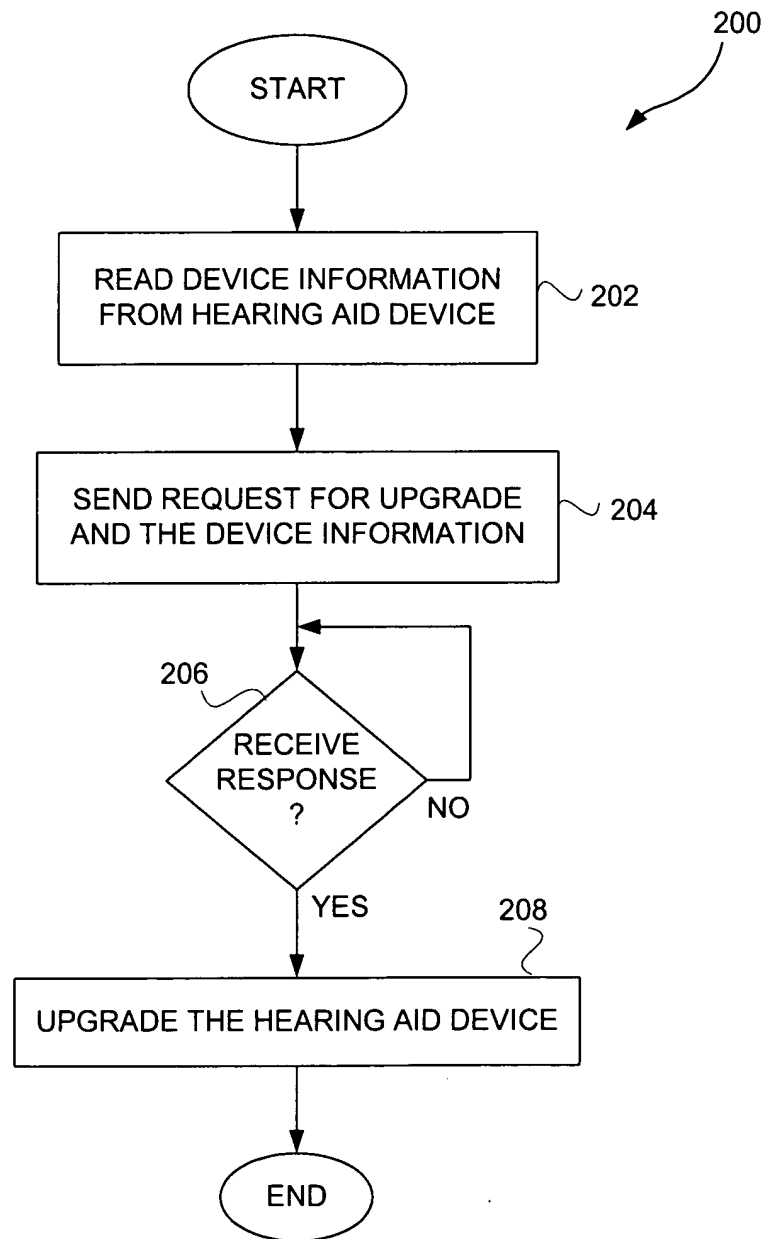 200
START
READ DEVICE INFORMATION
FROM HEARING AID DEVICE
202
SEND REQUEST FOR UPGRADE
AND THE DEVICE INFORMATION
204
206
RECEIVE
RESPONSE
?
NO
YES
208
UPGRADE THE HEARING AID DEVICE
END